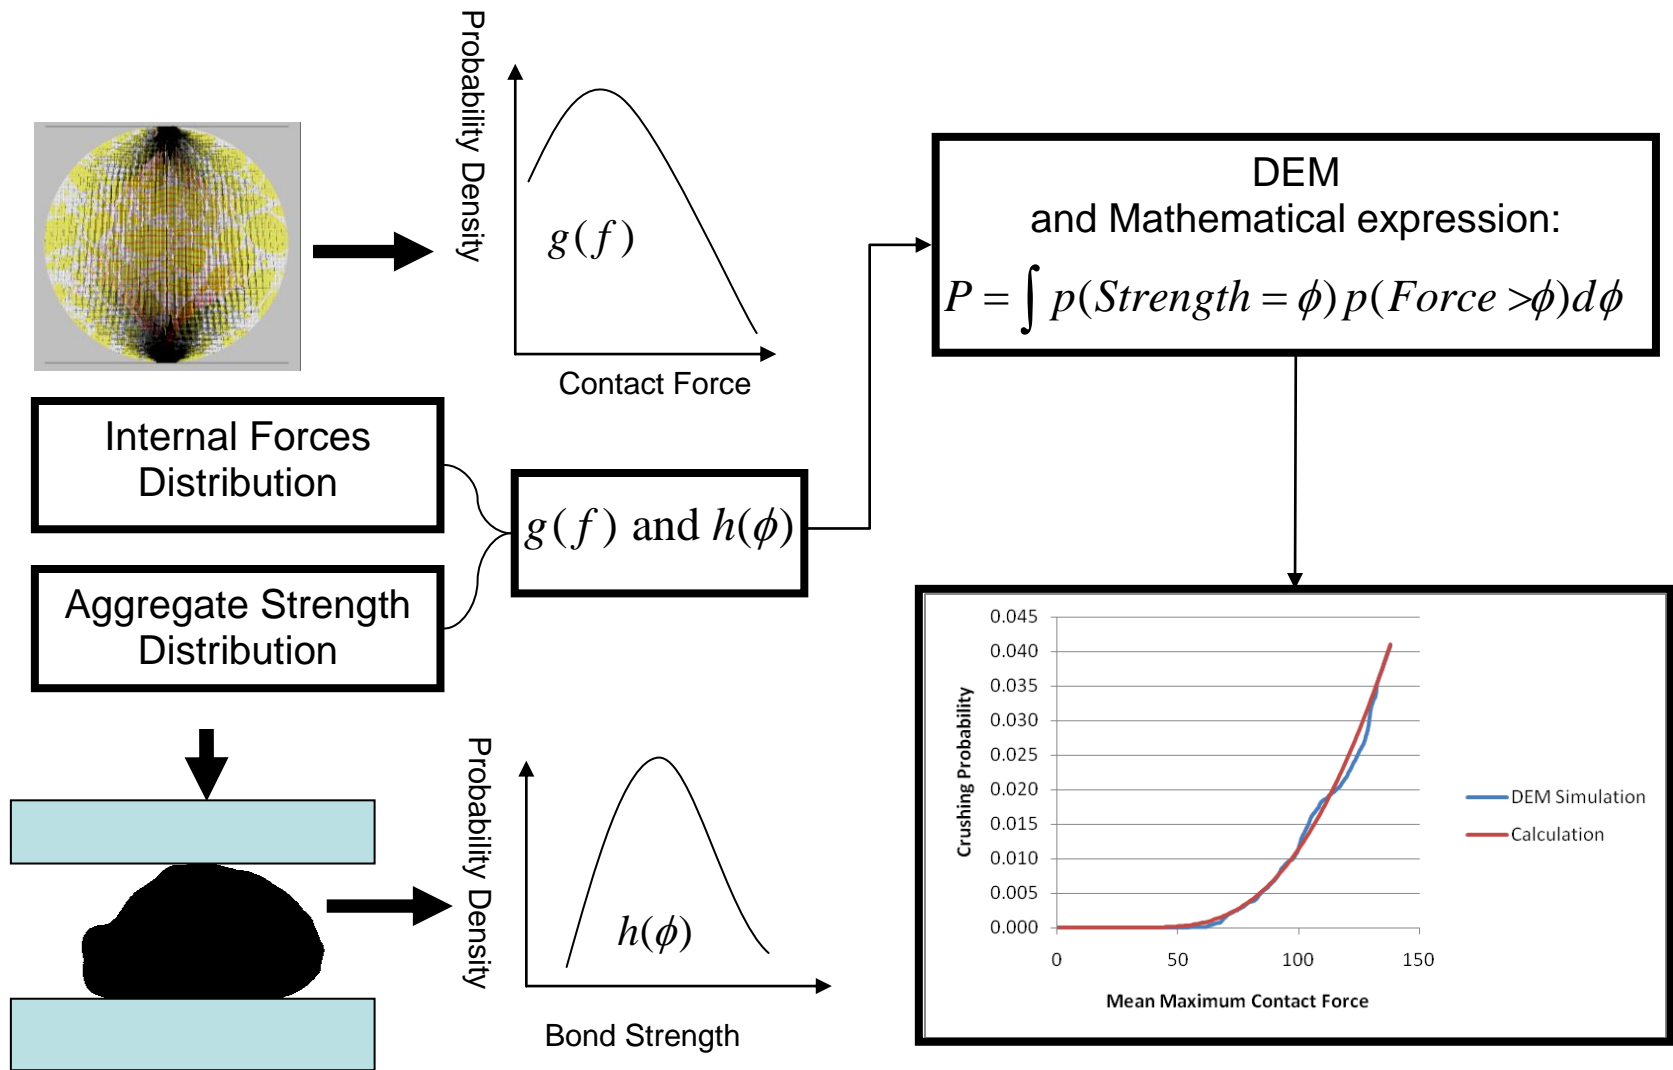 Probability Density
g(f)
Contact Force
DEM
and Mathematical expression:
P = ∫ p(Strength = ϕ) p(Force >ϕ)dϕ
Internal Forces
Distribution
g(f) and h(ϕ)
Aggregate Strength
Distribution
Probability Density
h(ϕ)
Bond Strength
Crushing Probability
0.045
0.040
0.035
0.030
0.025
0.020
0.015
0.010
0.005
0.000
0 50 100 150
Mean Maximum Contact Force
DEM Simulation
Calculation